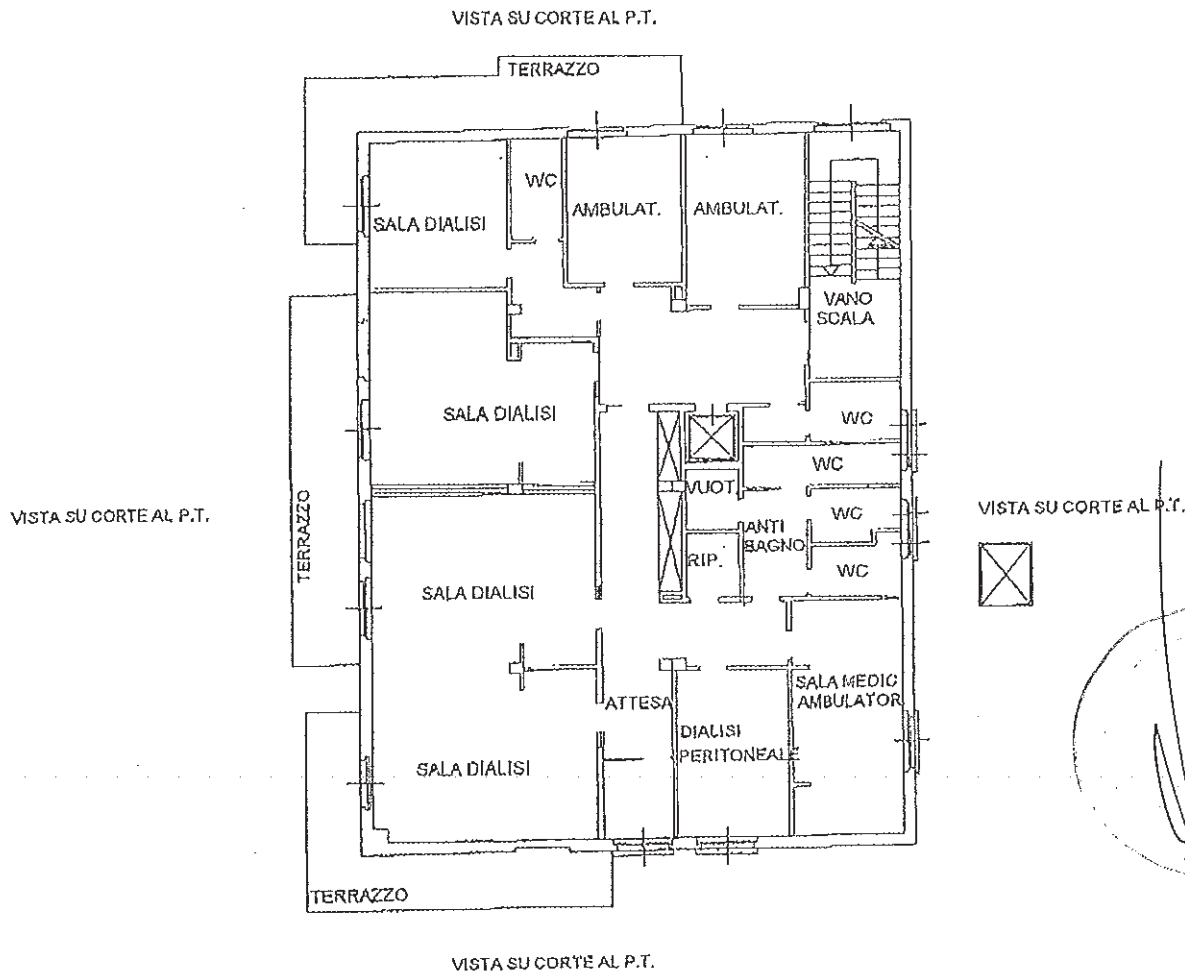 VISTA SU CORTE AL P.T.
TERRAZZO
WC
SALA DIALISI
AMBULAT.
AMBULAT.
VANO
SCALA
SALA DIALISI
WC
WC
VUOT
WC
VISTA SU CORTE AL P.T.
TERRAZZO
VISTA SU CORTE AL P.T.
ANTI
BAGNO
RIP.
WC
SALA DIALISI
SALA MEDIC
AMBULATOR
ATTESA
DIALISI
PERITONEALE
SALA DIALISI
TERRAZZO
VISTA SU CORTE AL P.T.